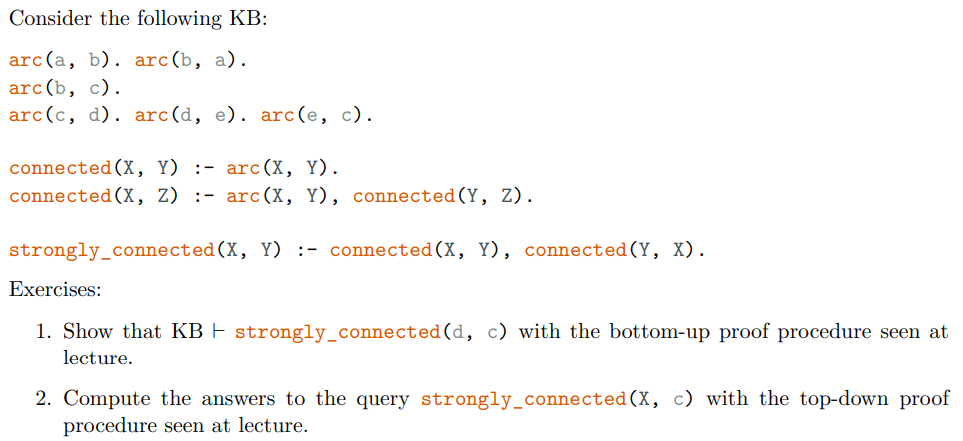 Consider the following KB:
arc(a, b). arc(b, a).
arc(b, c).
arc(c, d). arc(d, e). arc(e, c).
connected(X, Y) :- arc(X, Y).
connected(X, Z) :- arc(X, Y), connected(Y, Z).
strongly_connected(X, Y) :- connected(X, Y), connected(Y, X).
Exercises:
1. Show that KB ⊢ strongly_connected(d, c) with the bottom-up proof procedure seen at
lecture.
2. Compute the answers to the query strongly_connected(X, c) with the top-down proof
procedure seen at lecture.